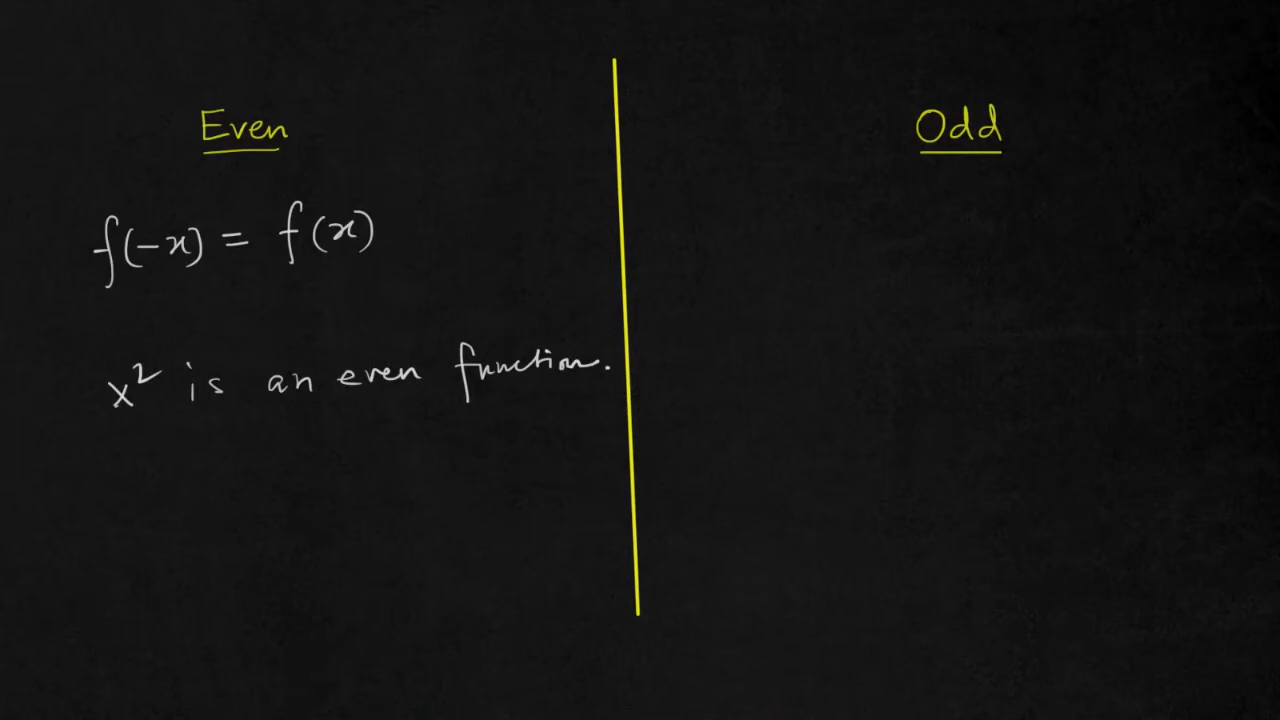 Even
f(-x) = f(x)
x² is an even function.
Odd